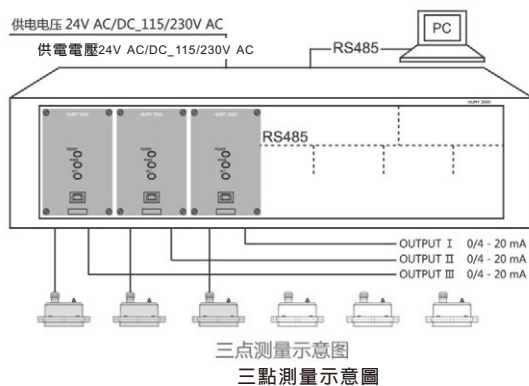 供电电压 24V AC/DC_115/230V AC
供電電壓24V AC/DC_115/230V AC
RS485
PC
RS485
OUTPUT I 0/4 - 20 mA
OUTPUT II 0/4 - 20 mA
OUTPUT III 0/4 - 20 mA
三点测量示意图
三點測量示意圖